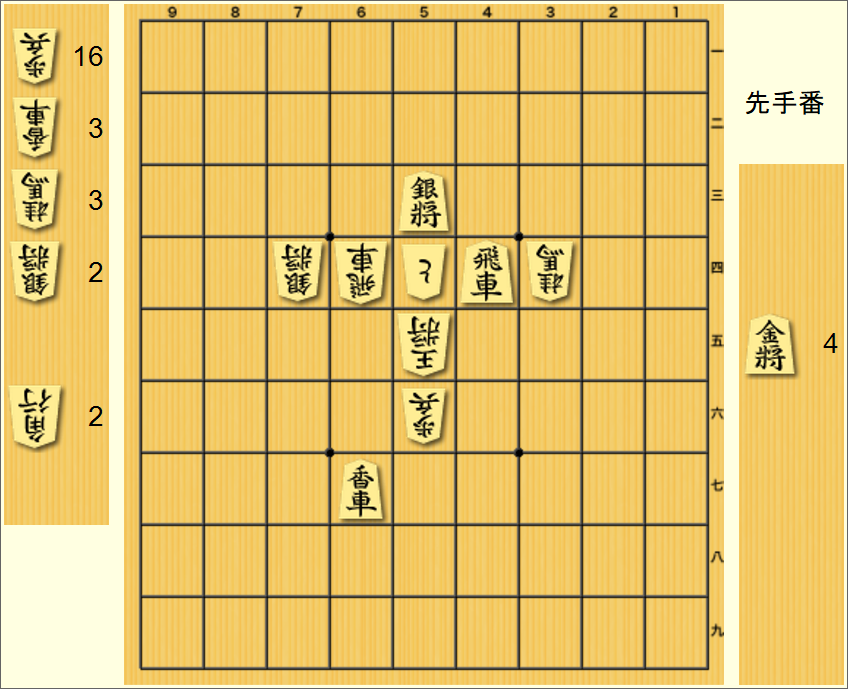 9 8 7 6 5 4 3 2 1
歩兵 16
香車 3
桂馬 3
銀将 2
角行 2
一
二
三
四
五
六
七
八
九
銀将
銀将 飛車 と 飛車 桂馬
王将
歩兵
香車
先手番
金将 4